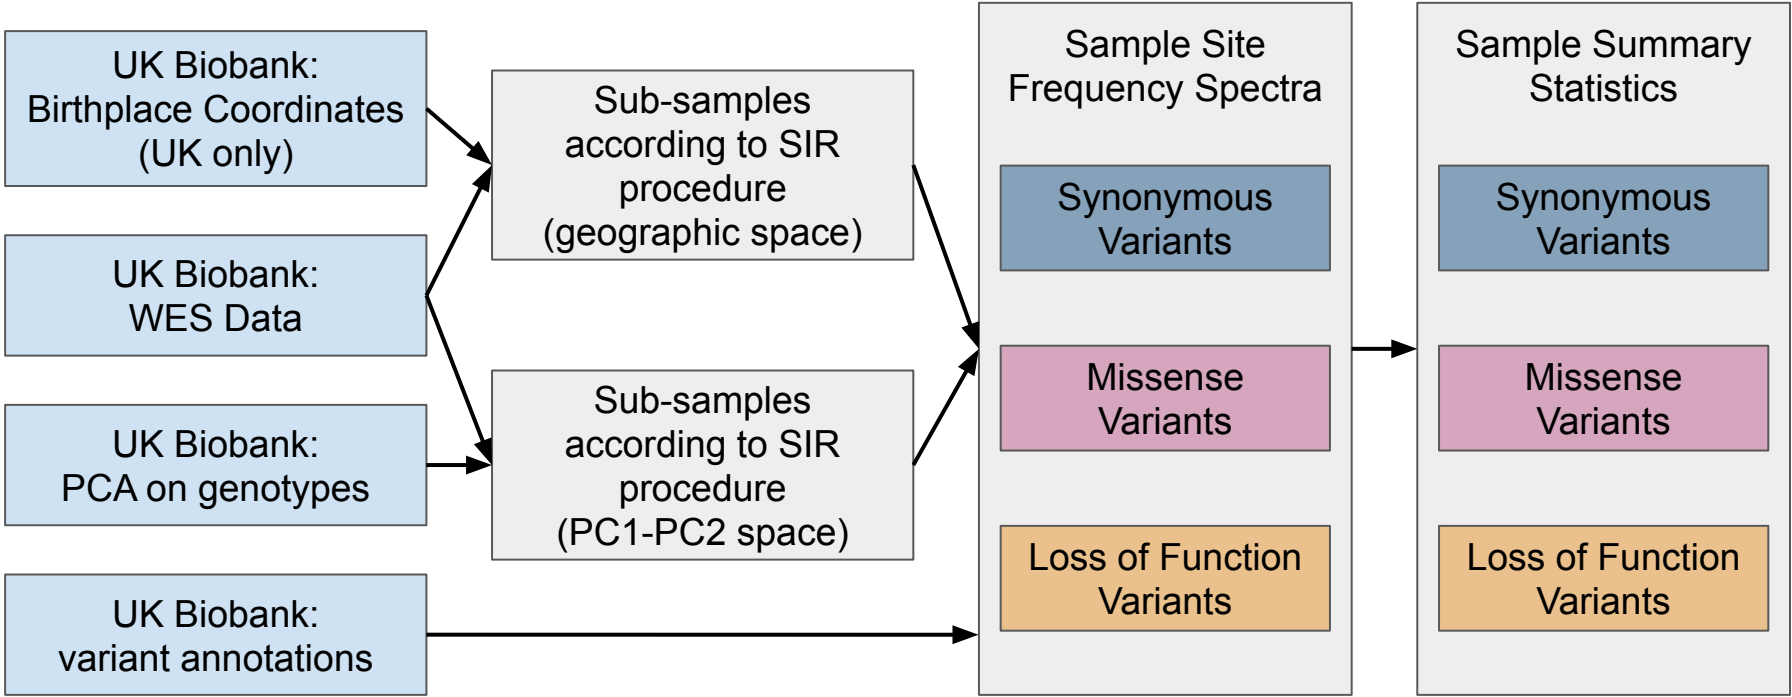 UK Biobank:
Birthplace Coordinates
(UK only)
UK Biobank:
WES Data
UK Biobank:
PCA on genotypes
UK Biobank:
variant annotations
Sub-samples
according to SIR
procedure
(geographic space)
Sub-samples
according to SIR
procedure
(PC1-PC2 space)
Sample Site
Frequency Spectra
Synonymous
Variants
Missense
Variants
Loss of Function
Variants
Sample Summary
Statistics
Synonymous
Variants
Missense
Variants
Loss of Function
Variants